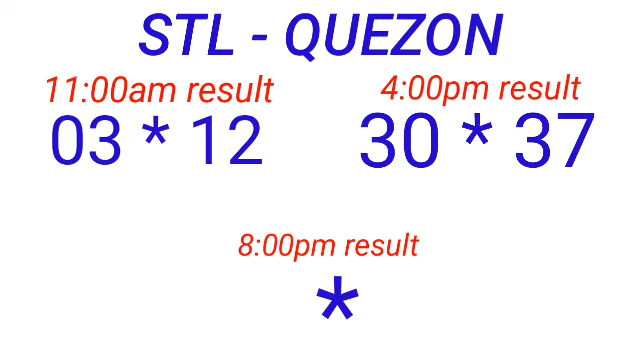 STL - QUEZON
11:00am result
03 * 12
4:00pm result
30 * 37
8:00pm result
*